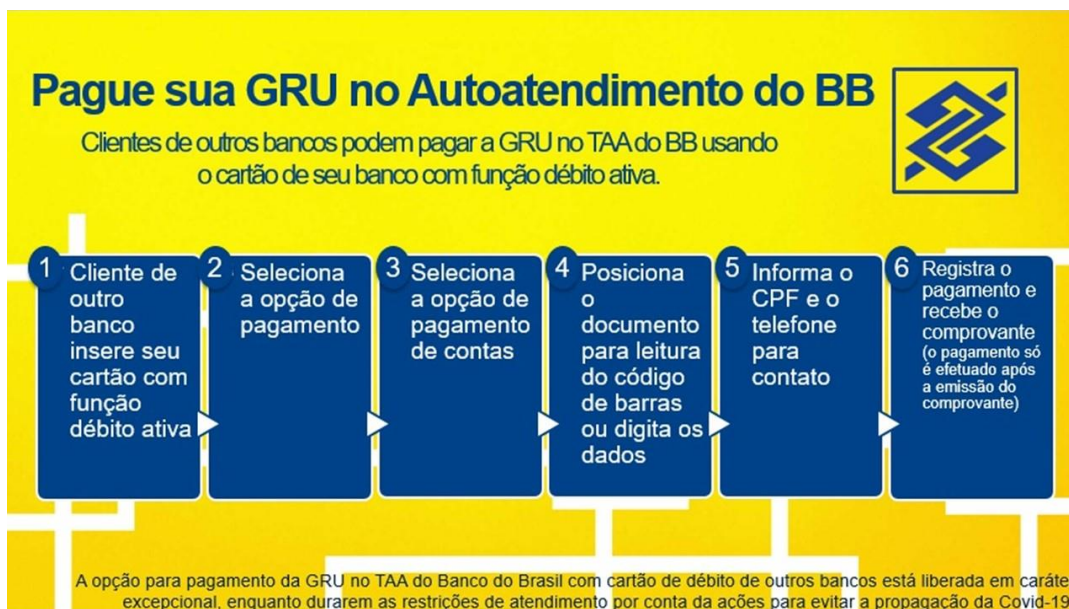 Pague sua GRU no Autoatendimento do BB
Clientes de outros bancos podem pagar a GRU no TAA do BB usando
o cartão de seu banco com função débito ativa.
1 Cliente de
outro
banco
insere seu
cartão com
função
débito ativa
2 Seleciona
a opção de
pagamento
3 Seleciona
a opção de
pagamento
de contas
4 Posiciona
o
documento
para leitura
do código
de barras
ou digita os
dados
5 Informa o
CPF e o
telefone
para
contato
6 Registra o
pagamento e
recebe o
comprovante
(o pagamento só
é efetuado após
a emissão do
comprovante)
A opção para pagamento da GRU no TAA do Banco do Brasil com cartão de débito de outros bancos está liberada em caráte
excepcional, enquanto durarem as restrições de atendimento por conta da ações para evitar a propagação da Covid-19